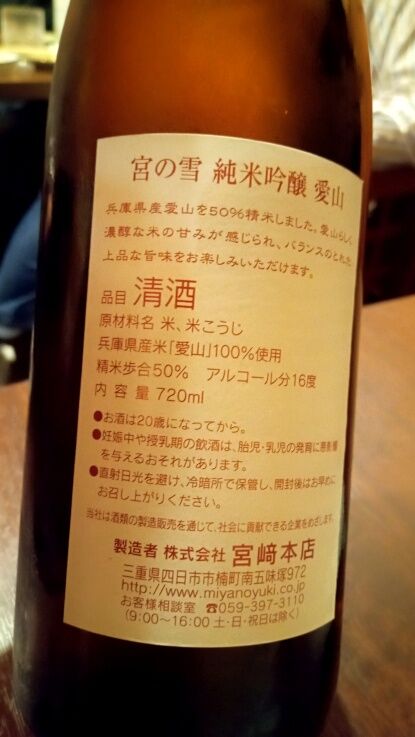 宮の雪 純米吟醸 愛山
兵庫県産愛山を50%精米しました。愛山らしく
濃醇な米の甘みが感じられ、バランスのとれた
上品な旨味をお楽しみいただけます。
品目 清酒
原材料名 米、米こうじ
兵庫県産米「愛山」100%使用
精米歩合50% アルコール分16度
内容量 720ml
●お酒は20歳になってから。
●妊娠中や授乳期の飲酒は、胎児・乳児の発育に悪影響
を与えるおそれがあります。
●直射日光を避け、冷暗所で保管し、開封後はお早めに
お召し上がりください。
当社は酒類の製造販売を通じて、社会に貢献できる企業をめざします。
製造者 株式会社 宮﨑本店
三重県四日市市楠町南五味塚972
http://www.miyanoyuki.co.jp
お客様相談室 ☎059-397-3110
(9:00〜16:00 土・日・祝日は除く)